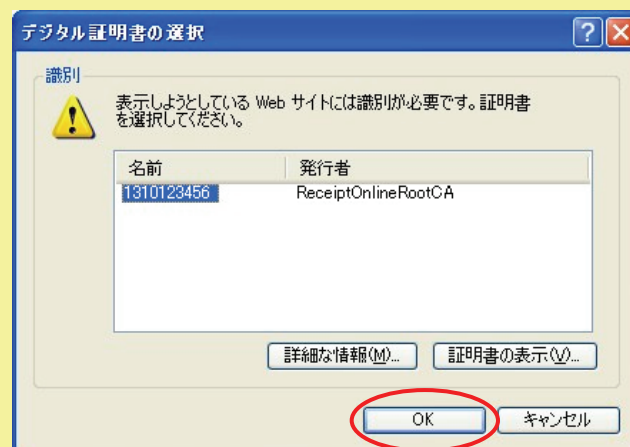 デジタル証明書の選択
識別
表示しようとしている Web サイトには識別が必要です。証明書
を選択してください。
名前 発行者
1310123456 ReceiptOnlineRootCA
詳細な情報(M)... 証明書の表示(V)...
OK キャンセル